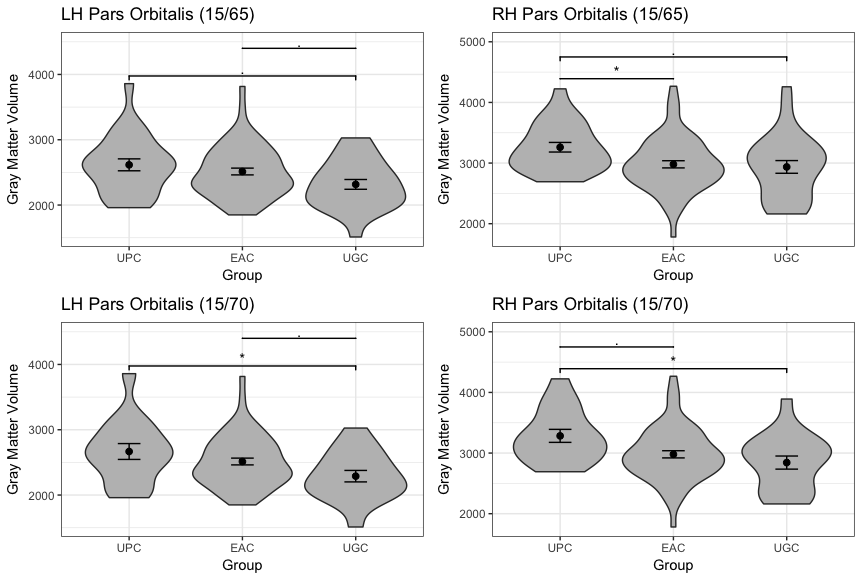 LH Pars Orbitalis (15/65)
Gray Matter Volume
4000
3000
2000
.
.
UPC
EAC
UGC
Group
RH Pars Orbitalis (15/65)
Gray Matter Volume
5000
4000
3000
2000
.
*
UPC
EAC
UGC
Group
LH Pars Orbitalis (15/70)
Gray Matter Volume
4000
3000
2000
.
*
UPC
EAC
UGC
Group
RH Pars Orbitalis (15/70)
Gray Matter Volume
5000
4000
3000
2000
.
*
UPC
EAC
UGC
Group